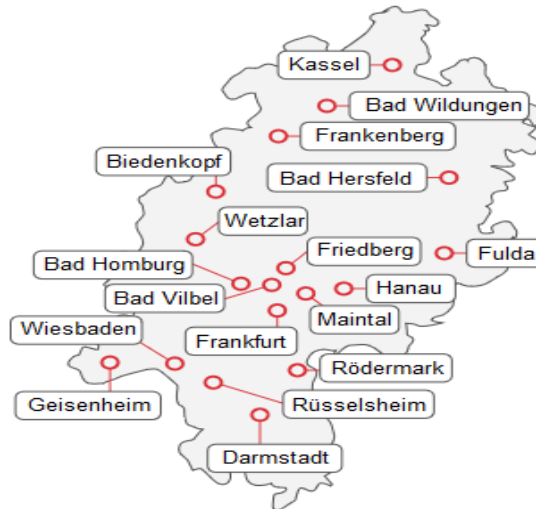 Kassel
Bad Wildungen
Frankenberg
Biedenkopf
Bad Hersfeld
Wetzlar
Friedberg
Fulda
Bad Homburg
Bad Vilbel
Hanau
Maintal
Wiesbaden
Frankfurt
Rödermark
Geisenheim
Rüsselsheim
Darmstadt